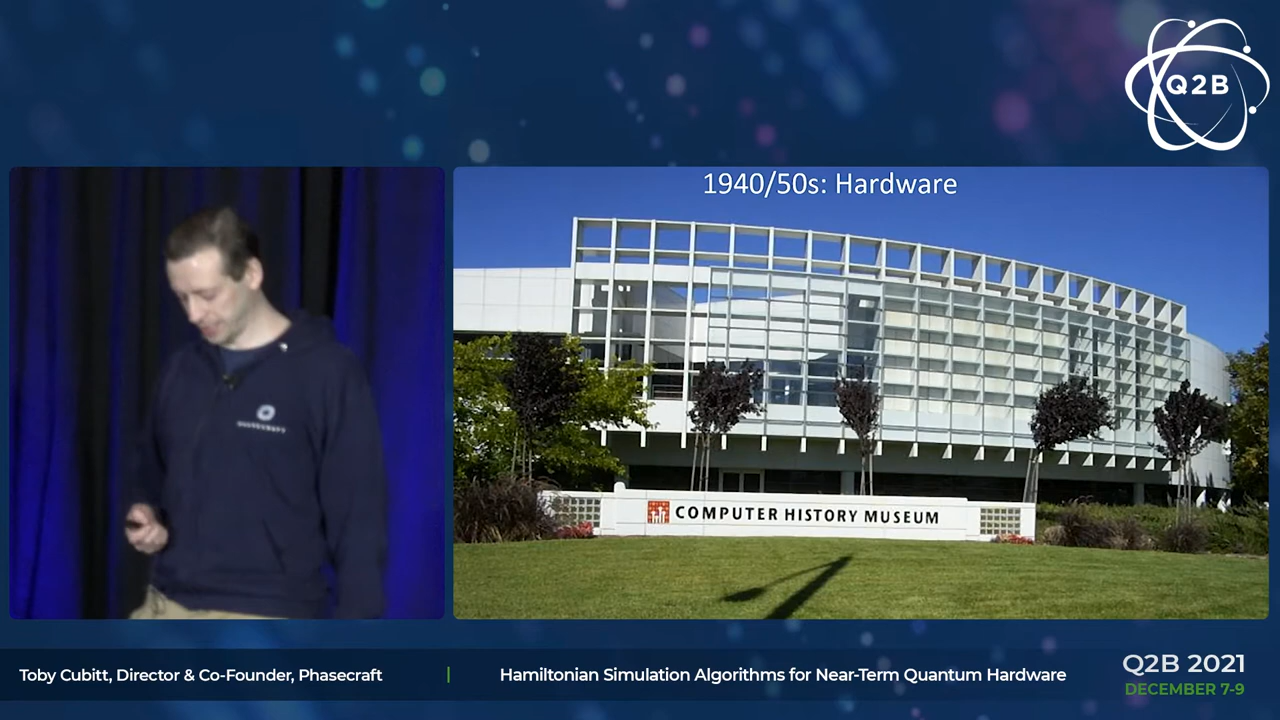 Q2B
1940/50s: Hardware
COMPUTER HISTORY MUSEUM
Toby Cubitt, Director & Co-Founder, Phasecraft
Hamiltonian Simulation Algorithms for Near-Term Quantum Hardware
Q2B 2021
DECEMBER 7-9